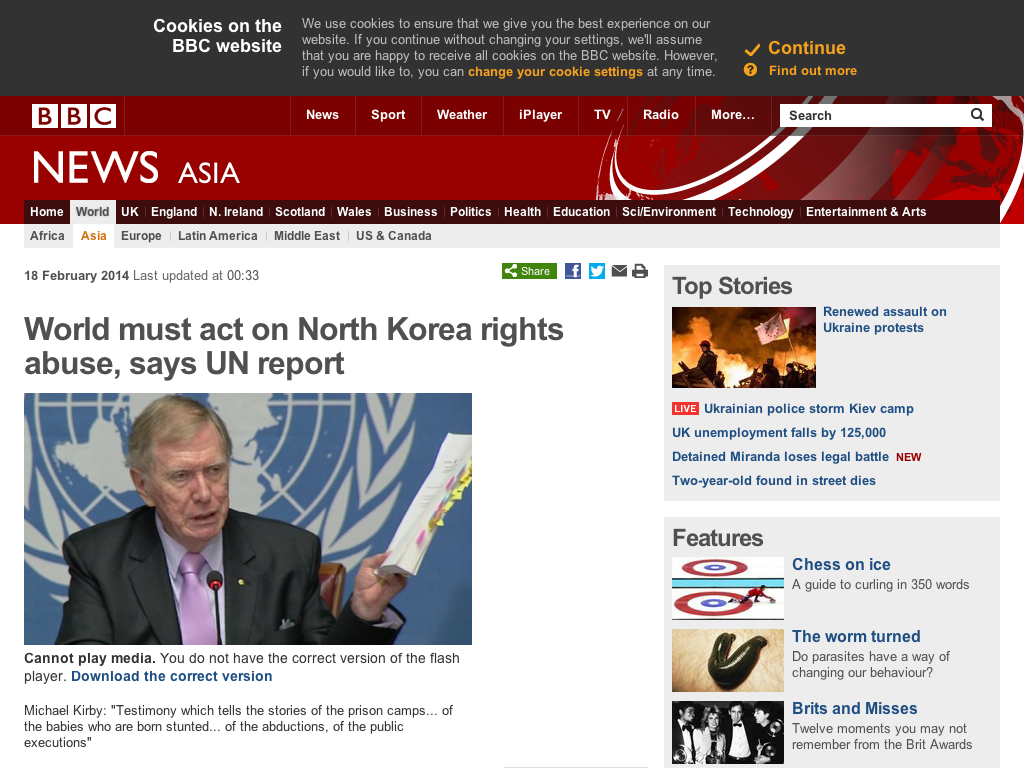 Cookies on the
BBC website
We use cookies to ensure that we give you the best experience on our
website. If you continue without changing your settings, we'll assume
that you are happy to receive all cookies on the BBC website. However,
if you would like to, you can change your cookie settings at any time.
Continue
Find out more
BBC
News
Sport
Weather
iPlayer
TV
Radio
More...
Search
NEWS ASIA
Home World UK England N. Ireland Scotland Wales Business Politics Health Education Sci/Environment Technology Entertainment & Arts
Africa Asia Europe Latin America Middle East US & Canada
18 February 2014 Last updated at 00:33
Share
World must act on North Korea rights
abuse, says UN report
Cannot play media. You do not have the correct version of the flash
player. Download the correct version
Michael Kirby: "Testimony which tells the stories of the prison camps... of
the babies who are born stunted... of the abductions, of the public
executions"
Top Stories
Renewed assault on
Ukraine protests
LIVE Ukrainian police storm Kiev camp
UK unemployment falls by 125,000
Detained Miranda loses legal battle NEW
Two-year-old found in street dies
Features
Chess on ice
A guide to curling in 350 words
The worm turned
Do parasites have a way of
changing our behaviour?
Brits and Misses
Twelve moments you may not
remember from the Brit Awards